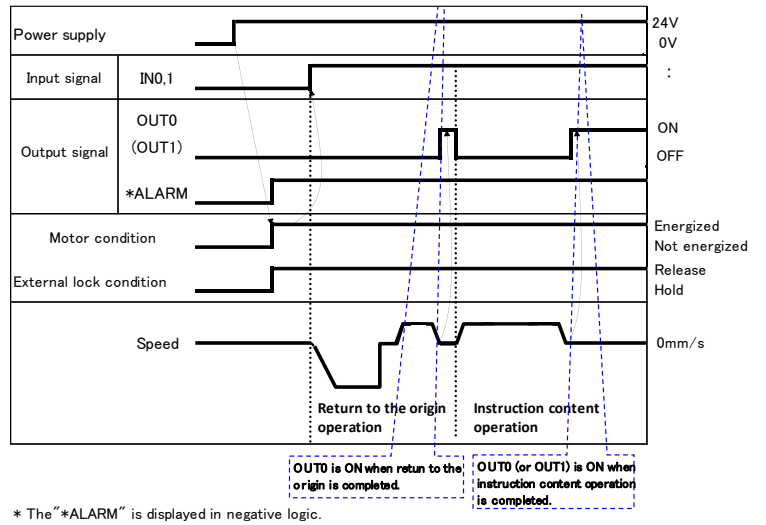 Power supply
24V
0V
Input signal
IN0,1
:
Output signal
OUT0
(OUT1)
ON
OFF
*ALARM
Motor condition
Energized
Not energized
External lock condition
Release
Hold
Speed
0mm/s
Return to the origin
operation
Instruction content
operation
OUT0 is ON when retun to the
origin is completed.
OUT0 (or OUT1) is ON when
instruction content operation
is completed.
* The"*ALARM" is displayed in negative logic.